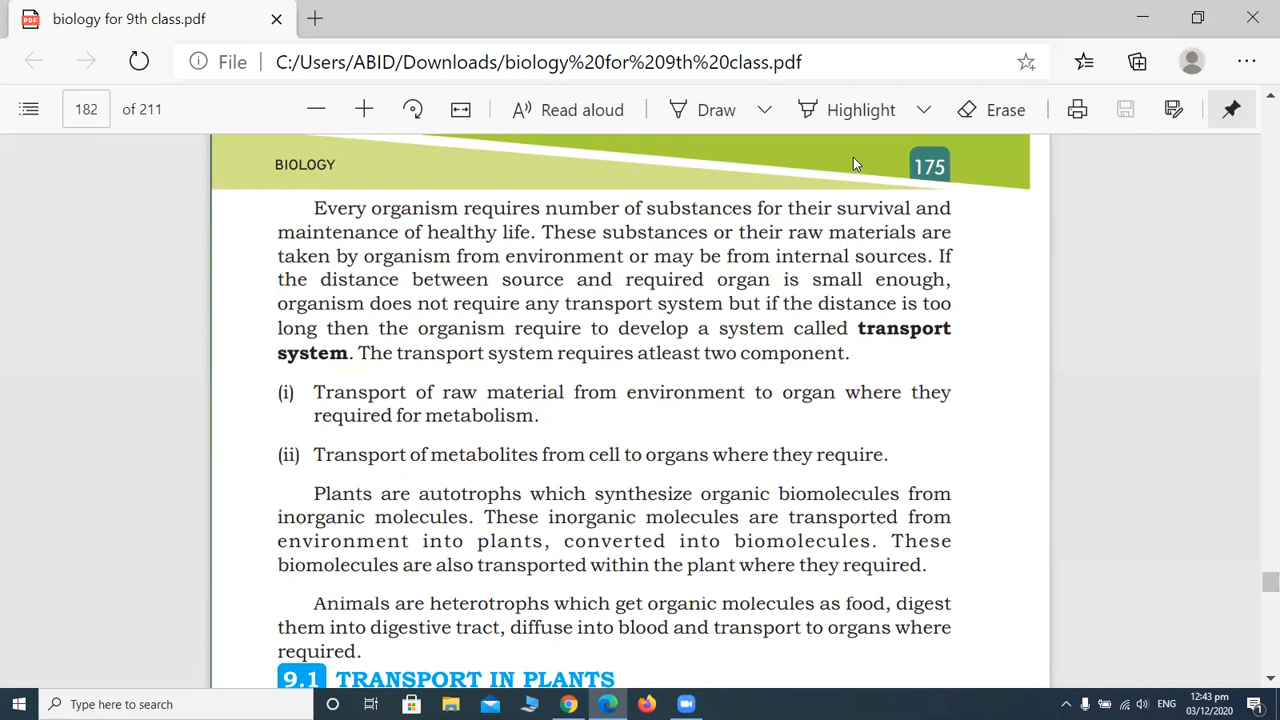 biology for 9th class.pdf
File C:/Users/ABID/Downloads/biology%20for%209th%20class.pdf
182 of 211 Read aloud Draw Highlight Erase
BIOLOGY 175
Every organism requires number of substances for their survival and
maintenance of healthy life. These substances or their raw materials are
taken by organism from environment or may be from internal sources. If
the distance between source and required organ is small enough,
organism does not require any transport system but if the distance is too
long then the organism require to develop a system called transport
system. The transport system requires atleast two component.
(i) Transport of raw material from environment to organ where they
required for metabolism.
(ii) Transport of metabolites from cell to organs where they require.
Plants are autotrophs which synthesize organic biomolecules from
inorganic molecules. These inorganic molecules are transported from
environment into plants, converted into biomolecules. These
biomolecules are also transported within the plant where they required.
Animals are heterotrophs which get organic molecules as food, digest
them into digestive tract, diffuse into blood and transport to organs where
required.
9.1 TRANSPORT IN PLANTS
Type here to search
ENG
12:43 pm
03/12/2020